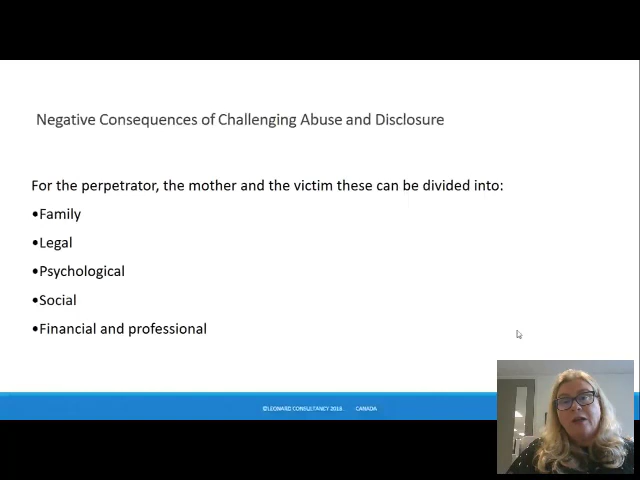 Negative Consequences of Challenging Abuse and Disclosure
For the perpetrator, the mother and the victim these can be divided into:
•Family
•Legal
•Psychological
•Social
•Financial and professional
©LEONARD CONSULTANCY 2018 CANADA